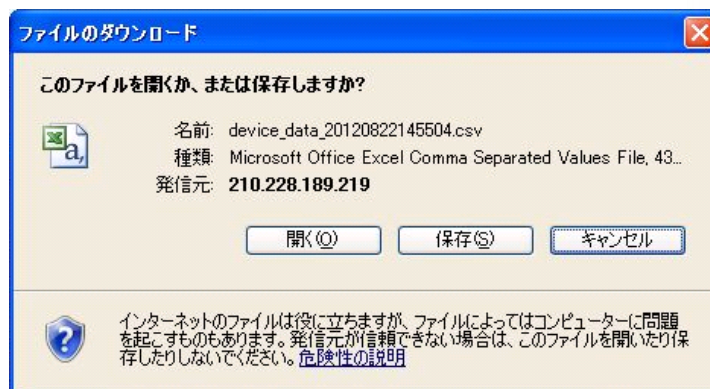 ファイルのダウンロード
このファイルを開くか、または保存しますか?
名前: device_data_20120822145504.csv
種類: Microsoft Office Excel Comma Separated Values File, 43...
発信元: 210.228.189.219
開く(O) 保存(S) キャンセル
インターネットのファイルは役に立ちますが、ファイルによってはコンピューターに問題
を起こすものもあります。発信元が信頼できない場合は、このファイルを開いたり保
存したりしないでください。危険性の説明